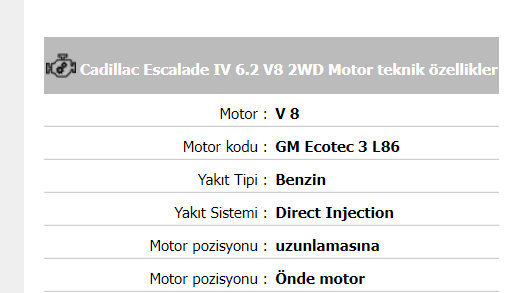 Cadillac Escalade IV 6.2 V8 2WD Motor teknik özellikler
Motor : V 8
Motor kodu : GM Ecotec 3 L86
Yakıt Tipi : Benzin
Yakıt Sistemi : Direct Injection
Motor pozisyonu : uzunlamasına
Motor pozisyonu : Önde motor